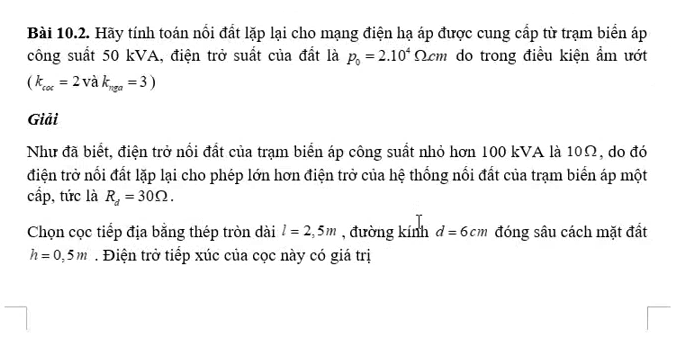 Bài 10.2. Hãy tính toán nối đất lặp lại cho mạng điện hạ áp được cung cấp từ trạm biến áp
công suất 50 kVA, điện trở suất của đất là p₀ = 2.10⁴ Ωcm do trong điều kiện ẩm ướt
( k_coc = 2 và k_nga = 3 )
Giải
Như đã biết, điện trở nối đất của trạm biến áp công suất nhỏ hơn 100 kVA là 10Ω, do đó
điện trở nối đất lặp lại cho phép lớn hơn điện trở của hệ thống nối đất của trạm biến áp một
cấp, tức là R_d = 30Ω.
Chọn cọc tiếp địa bằng thép tròn dài l = 2,5m , đường kính d = 6cm đóng sâu cách mặt đất
h = 0,5m . Điện trở tiếp xúc của cọc này có giá trị